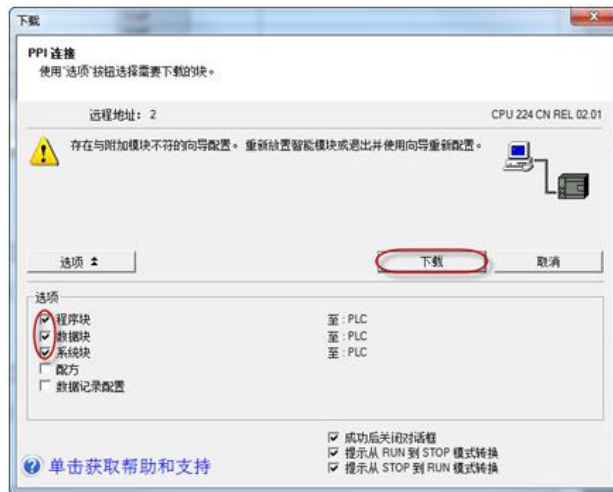 下载
PPI 连接
使用"选项"按钮选择需要下载的块。
远程地址: 2 CPU 224 CN REL 02.01
存在与附加模块不符的向导配置。 重新放置智能模块或退出并使用向导重新配置。
选项 下载 取消
选项
程序块 至: PLC
数据块 至: PLC
系统块 至: PLC
配方
数据记录配置
成功后关闭对话框
提示从 RUN 到 STOP 模式转换
提示从 STOP 到 RUN 模式转换
单击获取帮助和支持